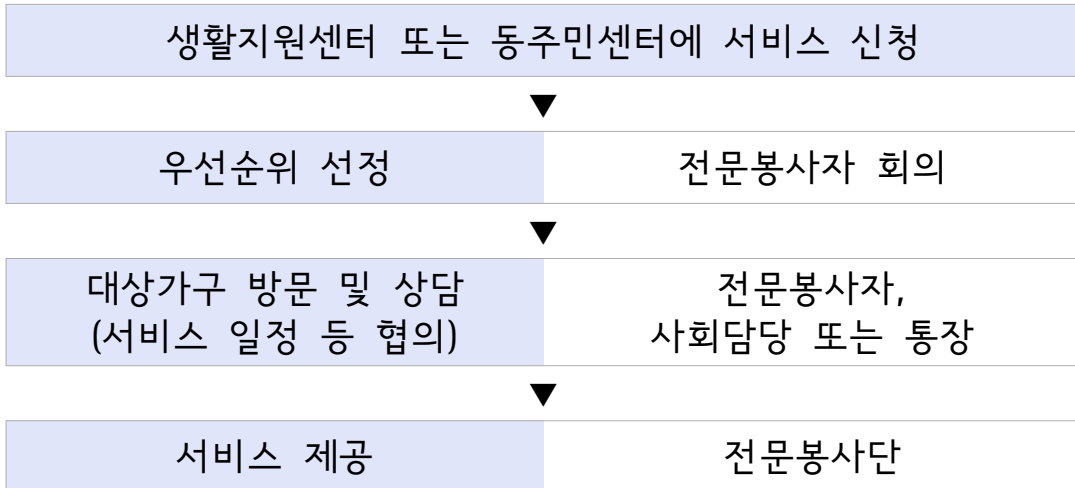 생활지원센터 또는 동주민센터에 서비스 신청
▼
우선순위 선정
전문봉사자 회의
▼
대상가구 방문 및 상담
(서비스 일정 등 협의)
전문봉사자,
사회담당 또는 통장
▼
서비스 제공
전문봉사단